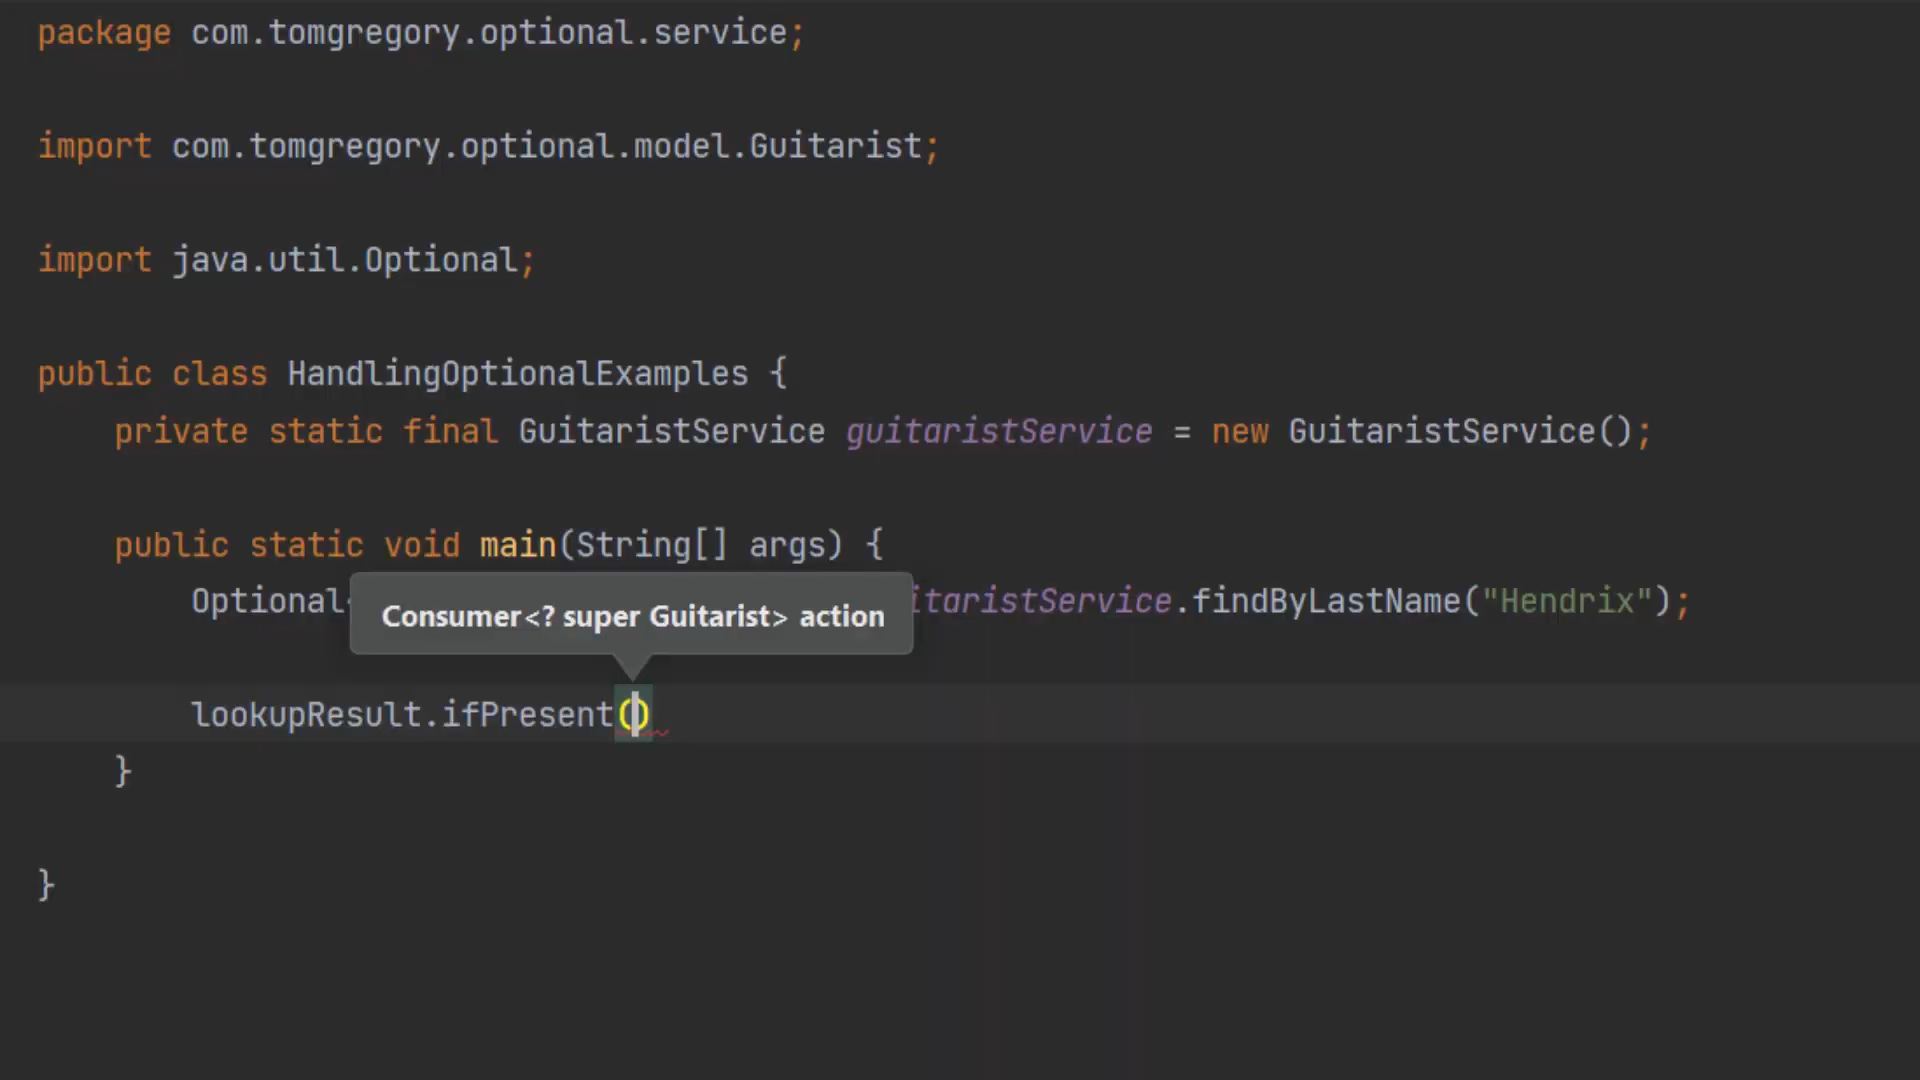 package com.tomgregory.optional.service;
import com.tomgregory.optional.model.Guitarist;
import java.util.Optional;
public class HandlingOptionalExamples {
private static final GuitaristService guitaristService = new GuitaristService();
public static void main(String[] args) {
Consumer<? super Guitarist> action
Optional itaristService.findByLastName("Hendrix");
lookupResult.ifPresent()
}
}